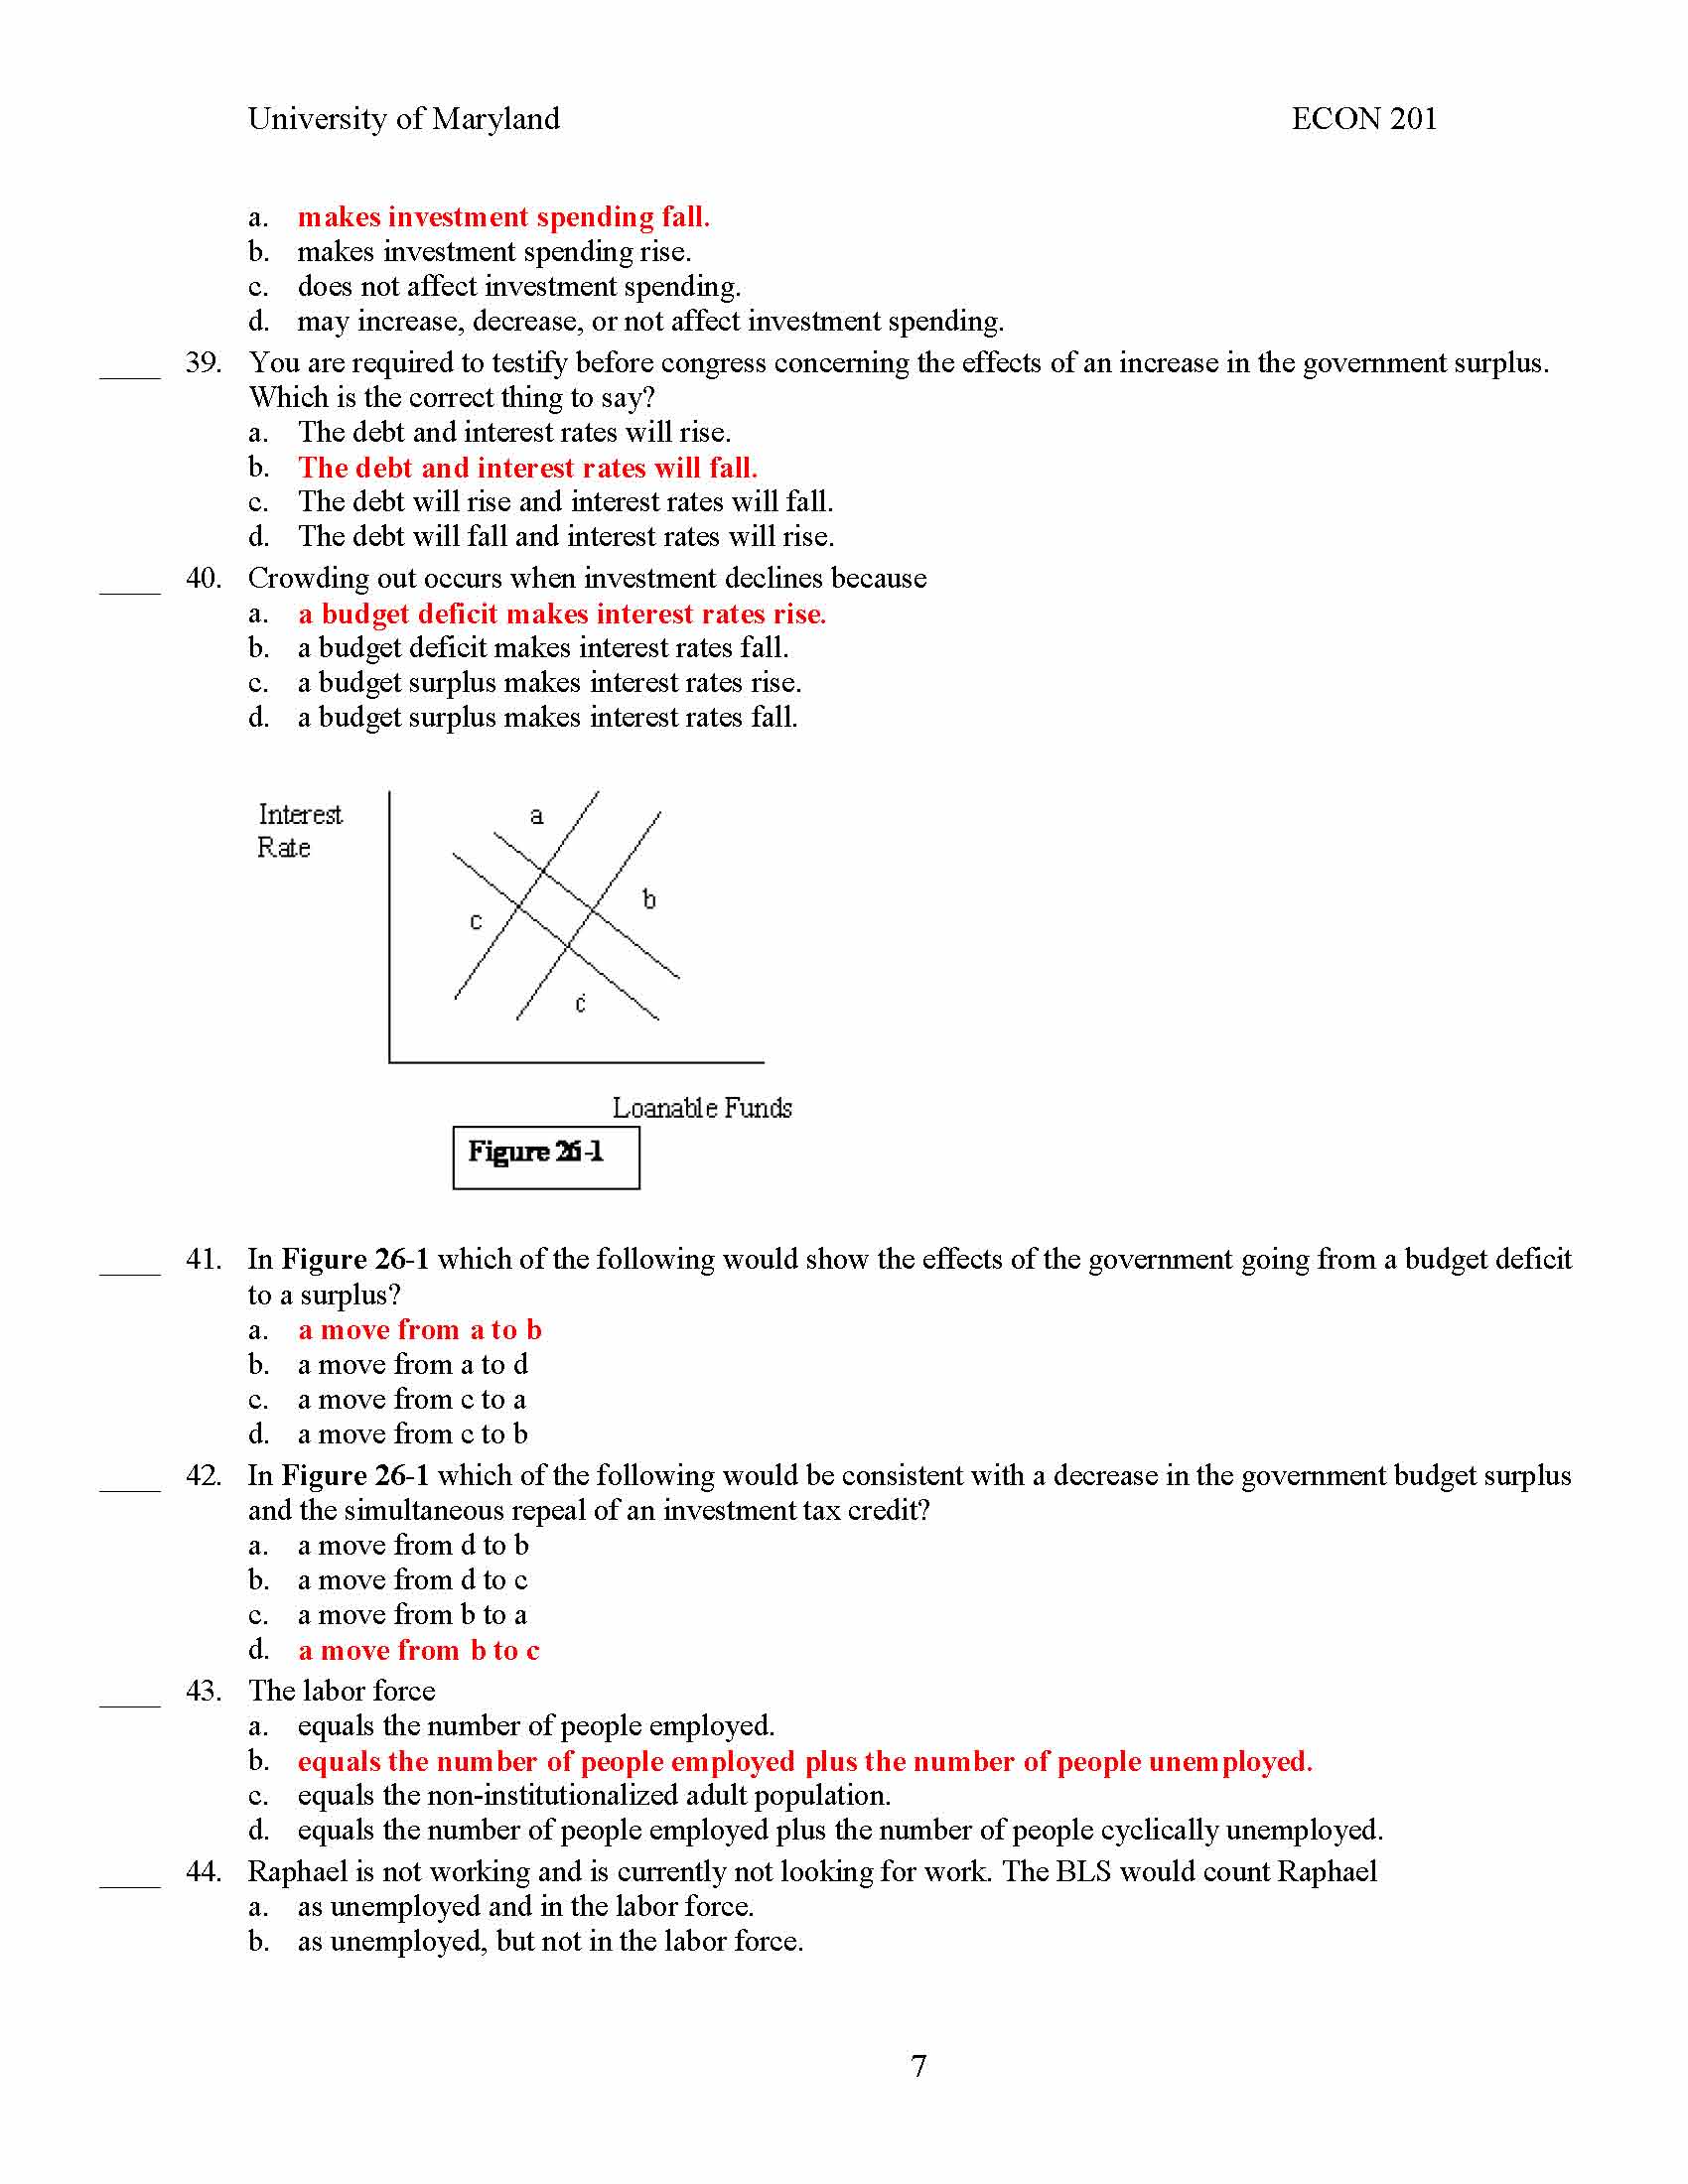 University of Maryland ECON 201
a. makes investment spending fall.
b. makes investment spending rise.
c. does not affect investment spending.
d. may increase, decrease, or not affect investment spending.
____ 39. You are required to testify before congress concerning the effects of an increase in the government surplus.
Which is the correct thing to say?
a. The debt and interest rates will rise.
b. The debt and interest rates will fall.
c. The debt will rise and interest rates will fall.
d. The debt will fall and interest rates will rise.
____ 40. Crowding out occurs when investment declines because
a. a budget deficit makes interest rates rise.
b. a budget deficit makes interest rates fall.
c. a budget surplus makes interest rates rise.
d. a budget surplus makes interest rates fall.
Interest
Rate
a
b
c
d
Loanable Funds
Figure 26-1
____ 41. In Figure 26-1 which of the following would show the effects of the government going from a budget deficit
to a surplus?
a. a move from a to b
b. a move from a to d
c. a move from c to a
d. a move from c to b
____ 42. In Figure 26-1 which of the following would be consistent with a decrease in the government budget surplus
and the simultaneous repeal of an investment tax credit?
a. a move from d to b
b. a move from d to c
c. a move from b to a
d. a move from b to c
____ 43. The labor force
a. equals the number of people employed.
b. equals the number of people employed plus the number of people unemployed.
c. equals the non-institutionalized adult population.
d. equals the number of people employed plus the number of people cyclically unemployed.
____ 44. Raphael is not working and is currently not looking for work. The BLS would count Raphael
a. as unemployed and in the labor force.
b. as unemployed, but not in the labor force.
7